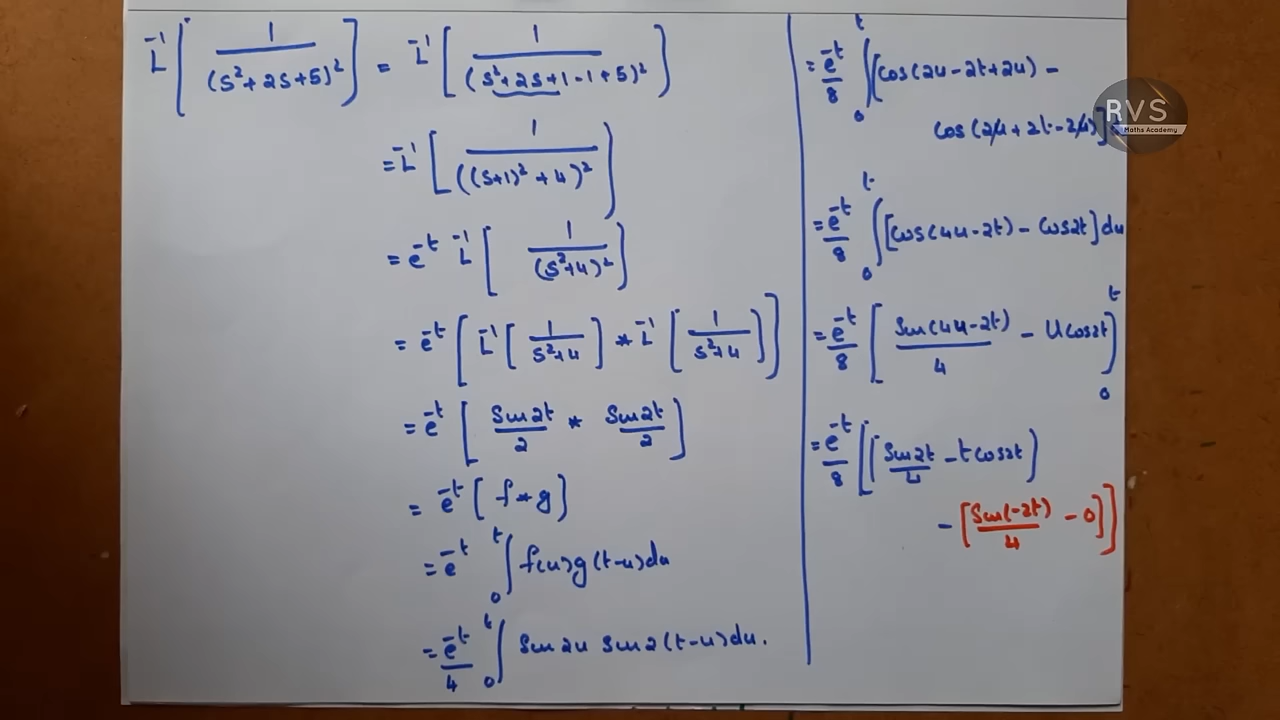 L⁻¹[ 1/(s²+2s+5)² ] = L⁻¹[ 1/(s²+2s+1-1+5)² ]
= L⁻¹[ 1/((s+1)²+4)² ]
= e⁻ᵗ L⁻¹[ 1/(s²+4)² ]
= e⁻ᵗ [ L⁻¹[ 1/(s²+4) ] * L⁻¹[ 1/(s²+4) ] ]
= e⁻ᵗ [ Sin2t/2 * Sin2t/2 ]
= e⁻ᵗ [ f*g ]
= e⁻ᵗ ∫₀ᵗ f(u)g(t-u)du
= e⁻ᵗ/4 ∫₀ᵗ Sin2u Sin2(t-u)du.
= e⁻ᵗ/8 ∫₀ᵗ [cos(2u-2t+2u) -
cos(2u+2t-2u)]
= e⁻ᵗ/8 ∫₀ᵗ [cos(4u-2t) - cos2t]du
= e⁻ᵗ/8 [ Sin(4u-2t)/4 - ucos2t ]₀ᵗ
= e⁻ᵗ/8 [ ( Sin2t/4 - tcos2t )
- [ Sin(-2t)/4 - 0 ] ]
RVS
Maths Academy